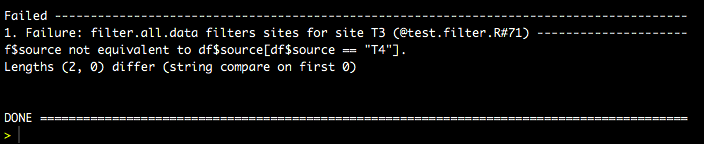 Failed ----------------------------------------------------------------------------------------
1. Failure: filter.all.data filters sites for site T3 (@test.filter.R#71) ---------------------
f$source not equivalent to df$source[df$source == "T4"].
Lengths (2, 0) differ (string compare on first 0)
DONE ==========================================================================================
>